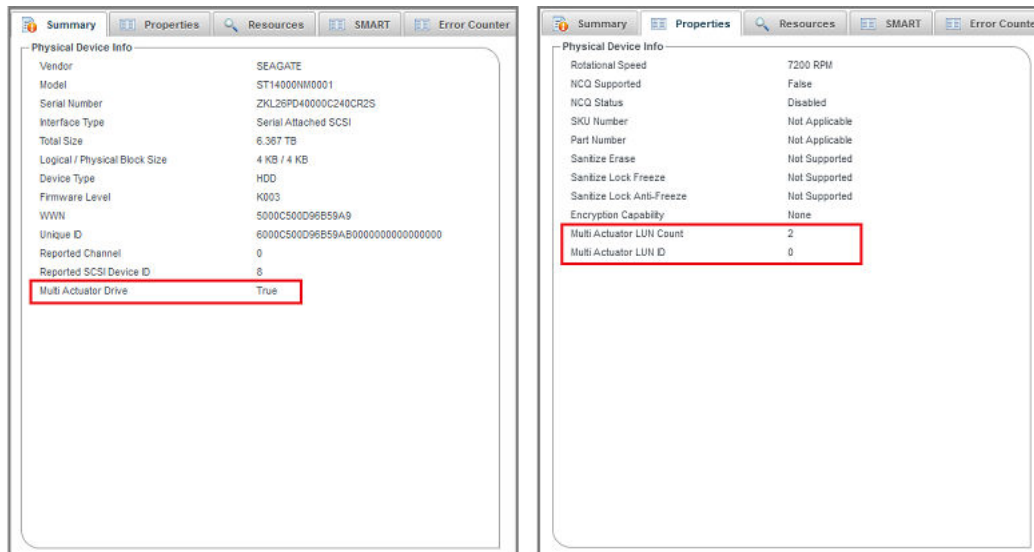 Summary Properties Resources SMART Error Counter
Physical Device Info
Vendor SEAGATE
Model ST14000NM0001
Serial Number ZKL26PD40000C240CR2S
Interface Type Serial Attached SCSI
Total Size 6.367 TB
Logical / Physical Block Size 4 KB / 4 KB
Device Type HDD
Firmware Level K003
WWN 5000C500D96B59A9
Unique ID 6000C500D96B59AB0000000000000000
Reported Channel 0
Reported SCSI Device ID 8
Multi Actuator Drive True
Summary Properties Resources SMART Error Counte
Physical Device Info
Rotational Speed 7200 RPM
NCQ Supported False
NCQ Status Disabled
SKU Number Not Applicable
Part Number Not Applicable
Sanitize Erase Not Supported
Sanitize Lock Freeze Not Supported
Sanitize Lock Anti-Freeze Not Supported
Encryption Capability None
Multi Actuator LUN Count 2
Multi Actuator LUN ID 0